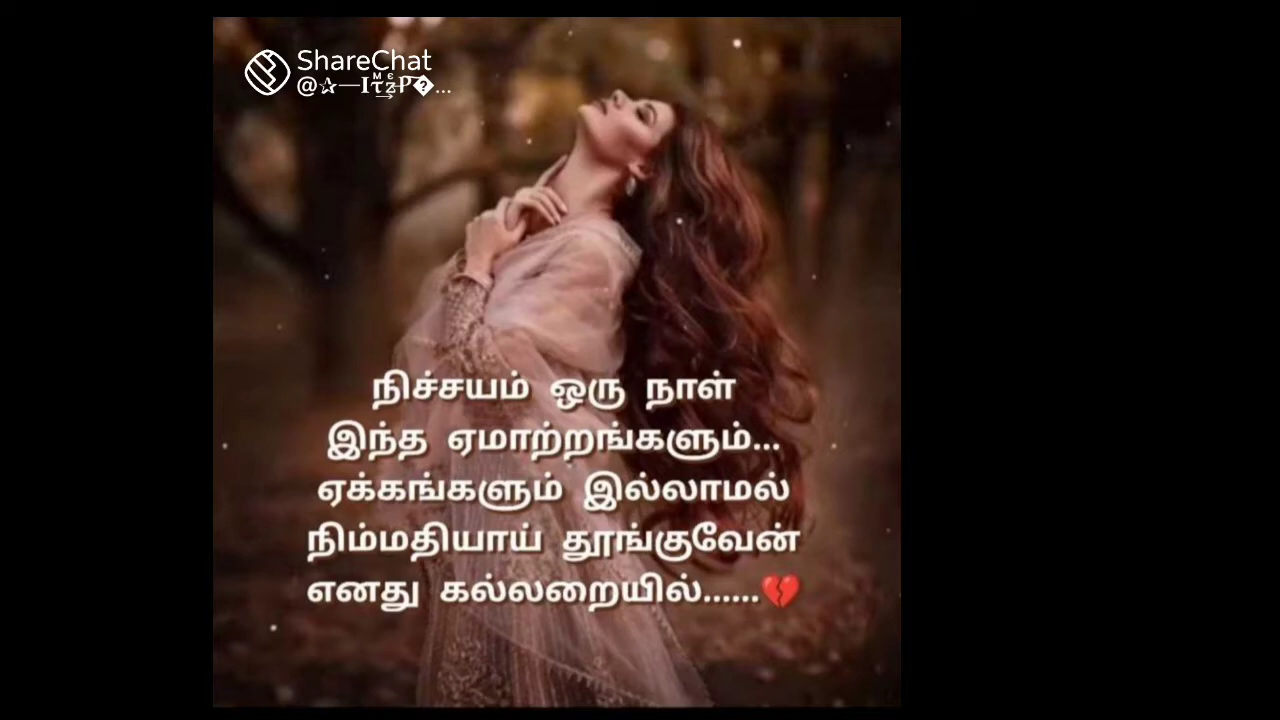 ShareChat
நிச்சயம் ஒரு நாள்
இந்த ஏமாற்றங்களும்...
ஏக்கங்களும் இல்லாமல்
நிம்மதியாய் தூங்குவேன்
எனது கல்லறையில்......💔